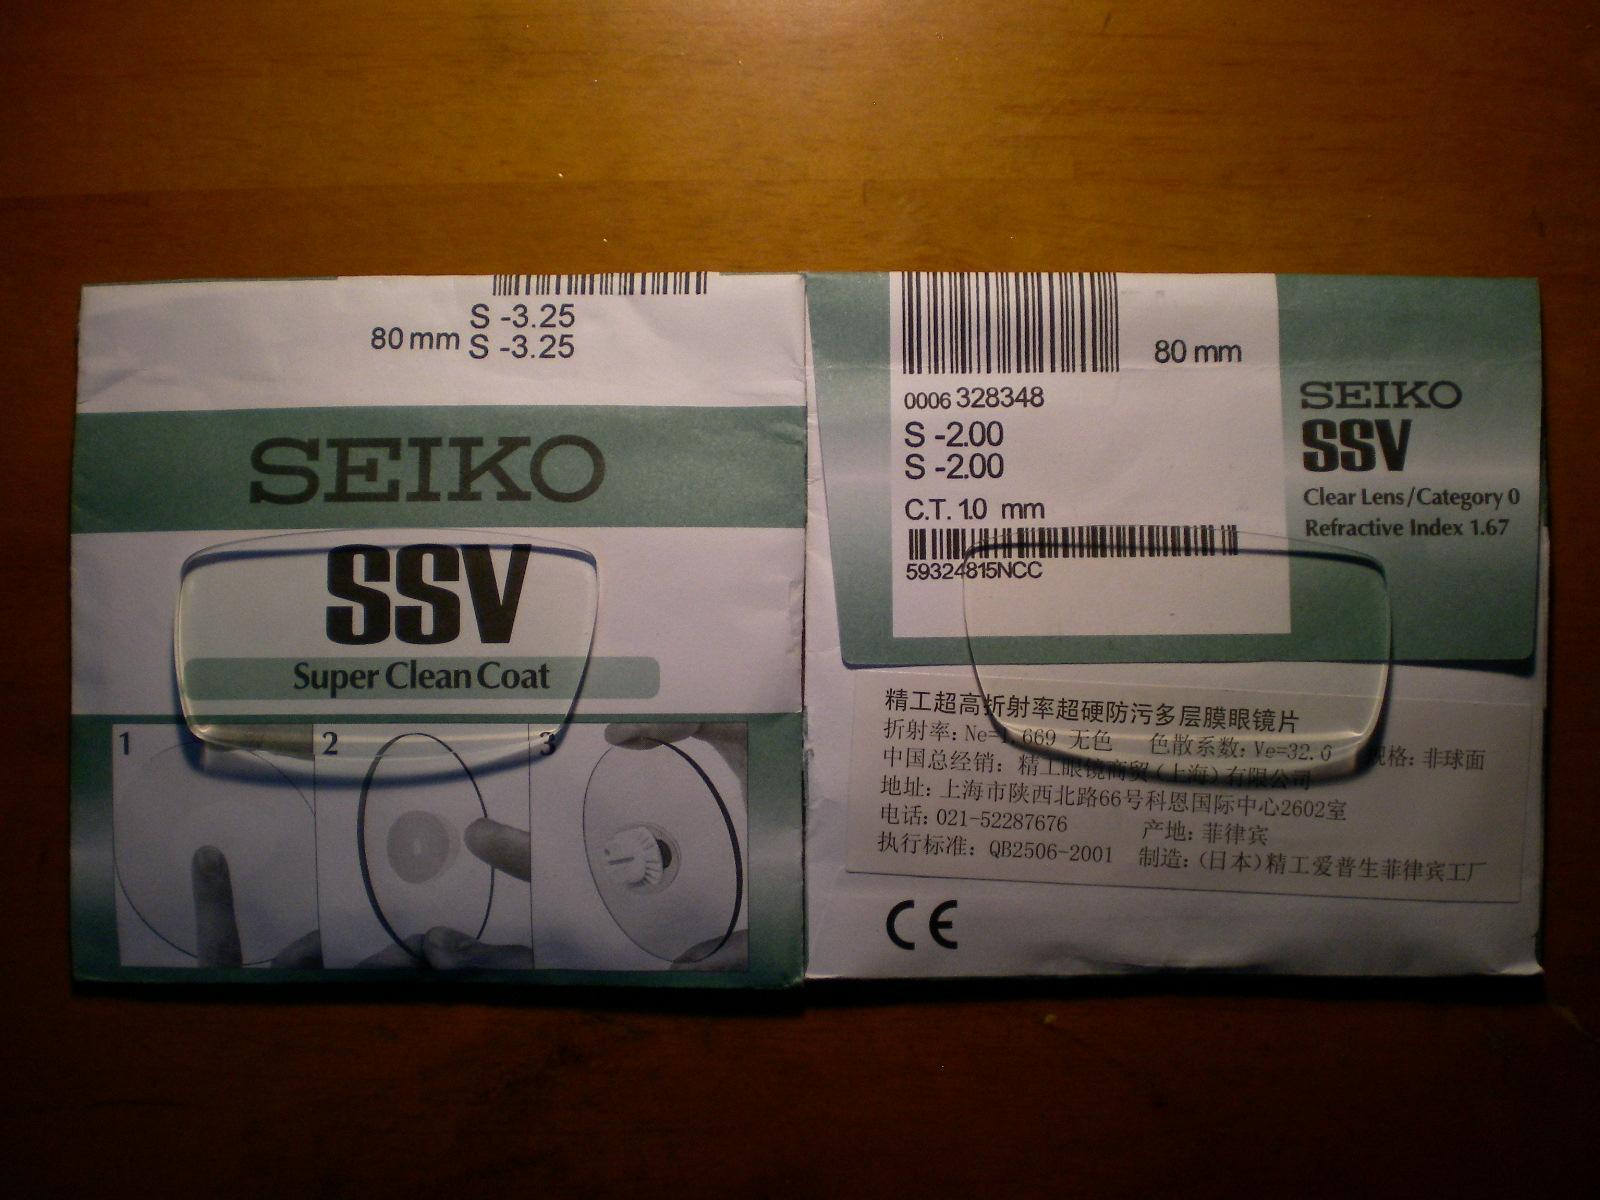 80 mm S -3.25
S -3.25
SEIKO
SSV
Super Clean Coat
1 2 3
80 mm
0006 328348
S -2.00
S -2.00
C.T. 1.0 mm
59324815NCC
SEIKO
SSV
Clear Lens/Category 0
Refractive Index 1.67
精工超高折射率超硬防污多层膜眼镜片
折射率: Ne=1.669 无色 色散系数: Ve=32.0 规格: 非球面
中国总经销: 精工眼镜商贸(上海)有限公司
地址: 上海市陕西北路66号科恩国际中心2602室
电话: 021-52287676 产地: 菲律宾
执行标准: QB2506-2001 制造: (日本)精工爱普生菲律宾工厂
CE